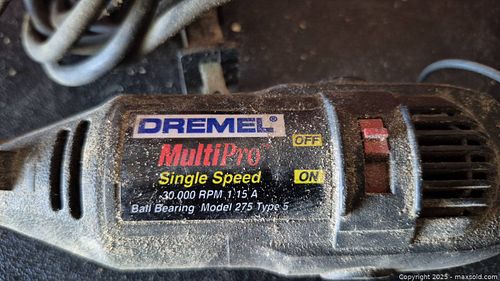 DREMEL®
MultiPro™
OFF
Single Speed
ON
30,000 RPM 1.15 A
Ball Bearing Model 275 Type 5
Copyright 2025 - maxsold.com